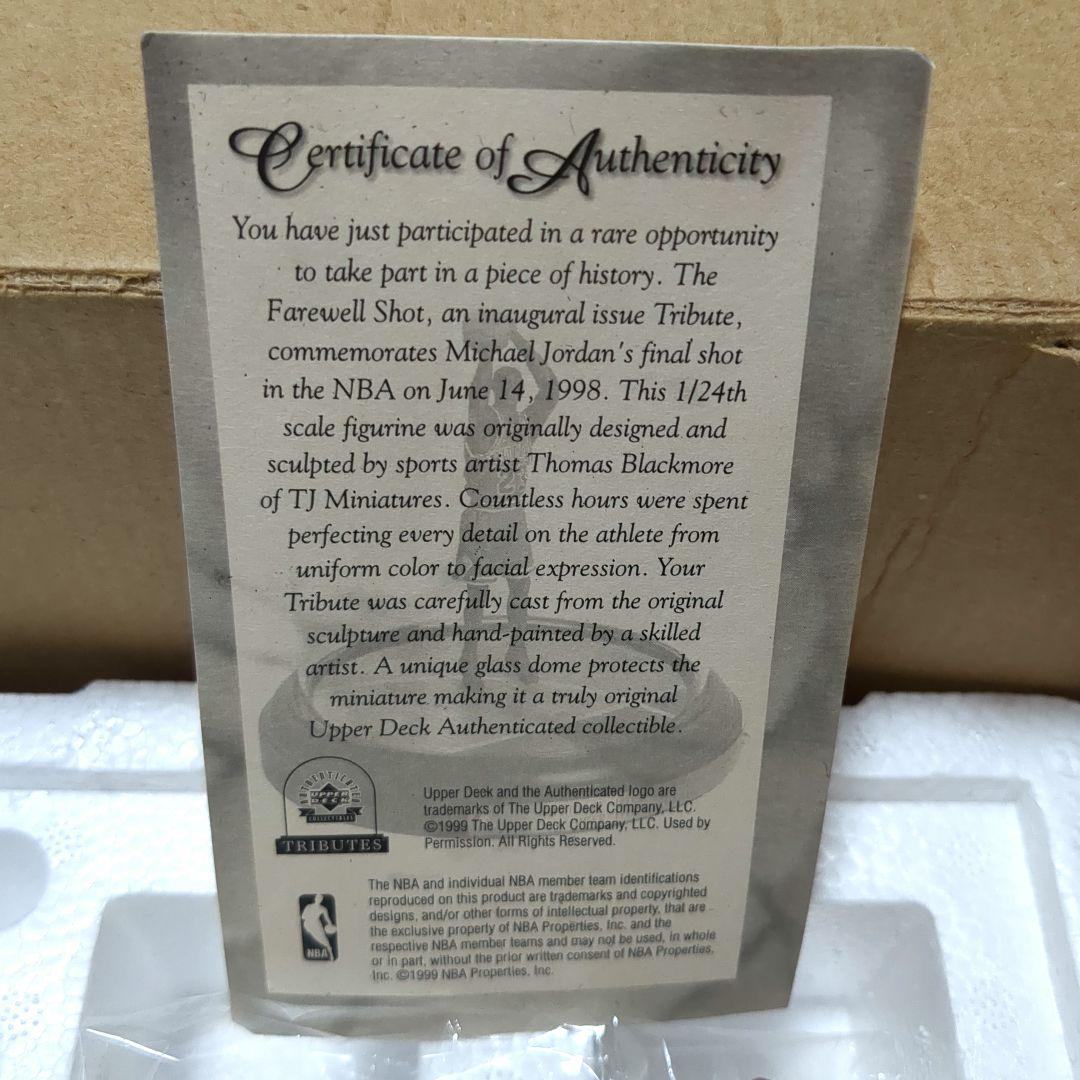 Certificate of Authenticity
You have just participated in a rare opportunity
to take part in a piece of history. The
Farewell Shot, an inaugural issue Tribute,
commemorates Michael Jordan's final shot
in the NBA on June 14, 1998. This 1/24th
scale figurine was originally designed and
sculpted by sports artist Thomas Blackmore
of TJ Miniatures. Countless hours were spent
perfecting every detail on the athlete from
uniform color to facial expression. Your
Tribute was carefully cast from the original
sculpture and hand-painted by a skilled
artist. A unique glass dome protects the
miniature making it a truly original
Upper Deck Authenticated collectible.
AUTHENTICATED
UPPER
DECK
COLLECTIBLES
TRIBUTES
Upper Deck and the Authenticated logo are
trademarks of The Upper Deck Company, LLC.
©1999 The Upper Deck Company, LLC. Used by
Permission. All Rights Reserved.
NBA
The NBA and individual NBA member team identifications
reproduced on this product are trademarks and copyrighted
designs, and/or other forms of intellectual property, that are
the exclusive property of NBA Properties, Inc. and the
respective NBA member teams and may not be used, in whole
or in part, without the prior written consent of NBA Properties,
Inc. ©1999 NBA Properties, Inc.